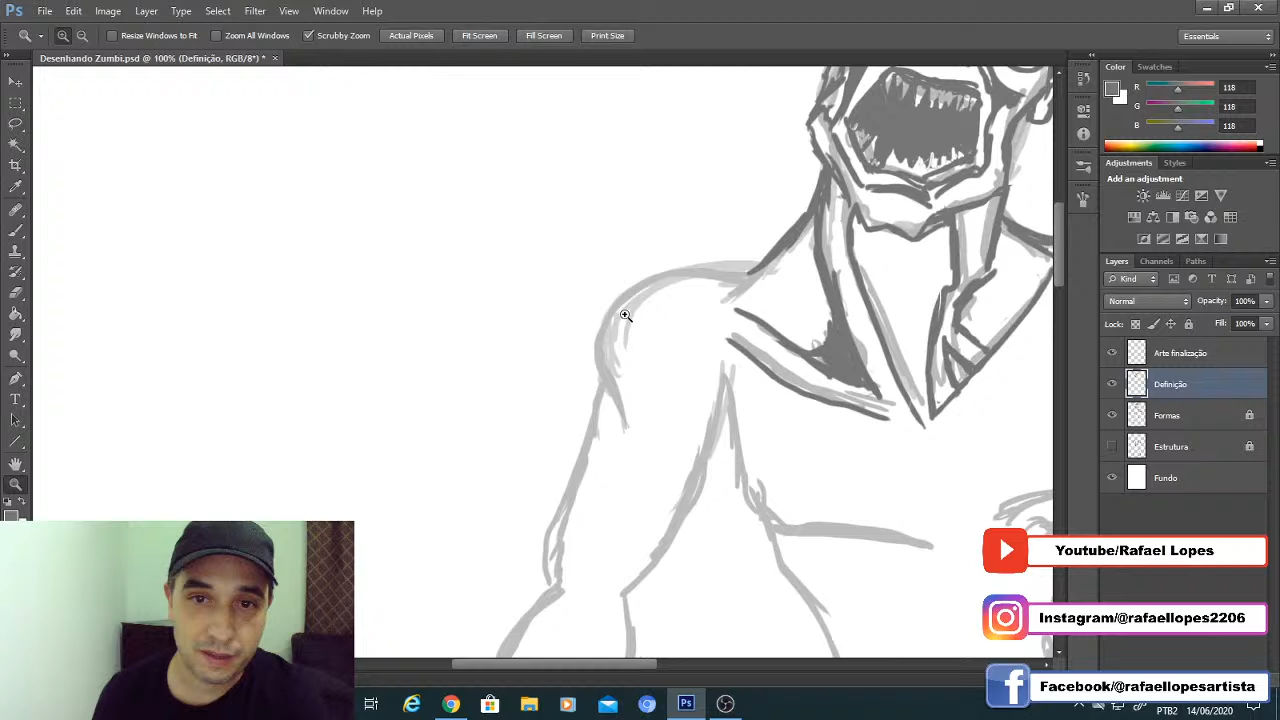 Ps File Edit Image Layer Type Select Filter View Window Help
Resize Windows to Fit Zoom All Windows Scrubby Zoom Actual Pixels Fit Screen Fill Screen Print Size Essentials
Desenhando Zumbi.psd @ 100% (Definição, RGB/8*) *
Color Swatches
R 118
G 118
B 118
Adjustments Styles
Add an adjustment
Layers Channels Paths
Kind
Normal Opacity: 100%
Lock: Fill: 100%
Arte finalização
Definição
Formas
Estrutura
Fundo
Youtube/Rafael Lopes
Instagram/@rafaellopes2206
Facebook/@rafaellopesartista
Ps
PTB2 14/06/2020